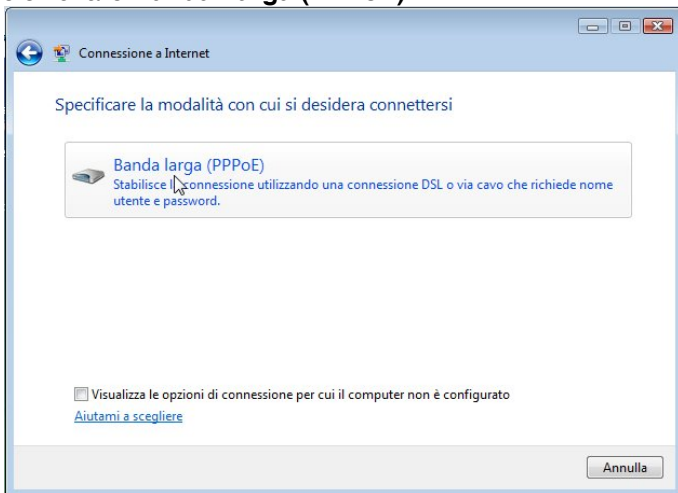 Connessione a Internet
Specificare la modalità con cui si desidera connettersi
Banda larga (PPPoE)
Stabilisce connessione utilizzando una connessione DSL o via cavo che richiede nome
utente e password.
Visualizza le opzioni di connessione per cui il computer non è configurato
Aiutami a scegliere
Annulla